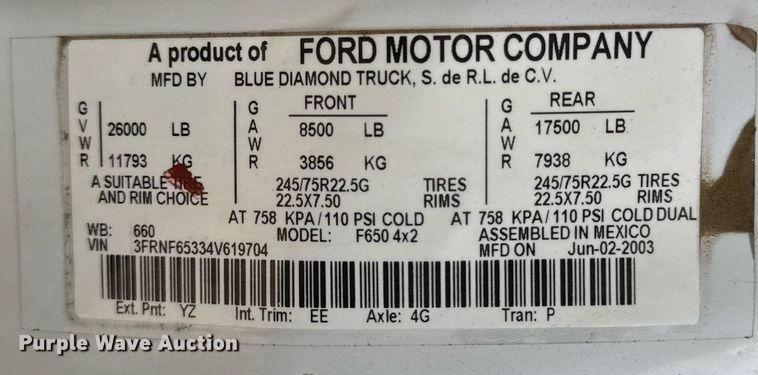 A product of FORD MOTOR COMPANY
MFD BY BLUE DIAMOND TRUCK, S. de R.L. de C.V.
GVWR 26000 LB 11793 KG
A SUITABLE TIRE
AND RIM CHOICE
FRONT
GAWR 8500 LB 3856 KG
245/75R22.5G TIRES
22.5X7.50 RIMS
AT 758 KPA/110 PSI COLD
REAR
GAWR 17500 LB 7938 KG
245/75R22.5G TIRES
22.5X7.50 RIMS
AT 758 KPA/110 PSI COLD DUAL
WB: 660
VIN 3FRNF65334V619704
MODEL: F650 4x2
ASSEMBLED IN MEXICO
MFD ON Jun-02-2003
Ext. Pnt: YZ Int. Trim: EE Axle: 4G Tran: P
Purple Wave Auction